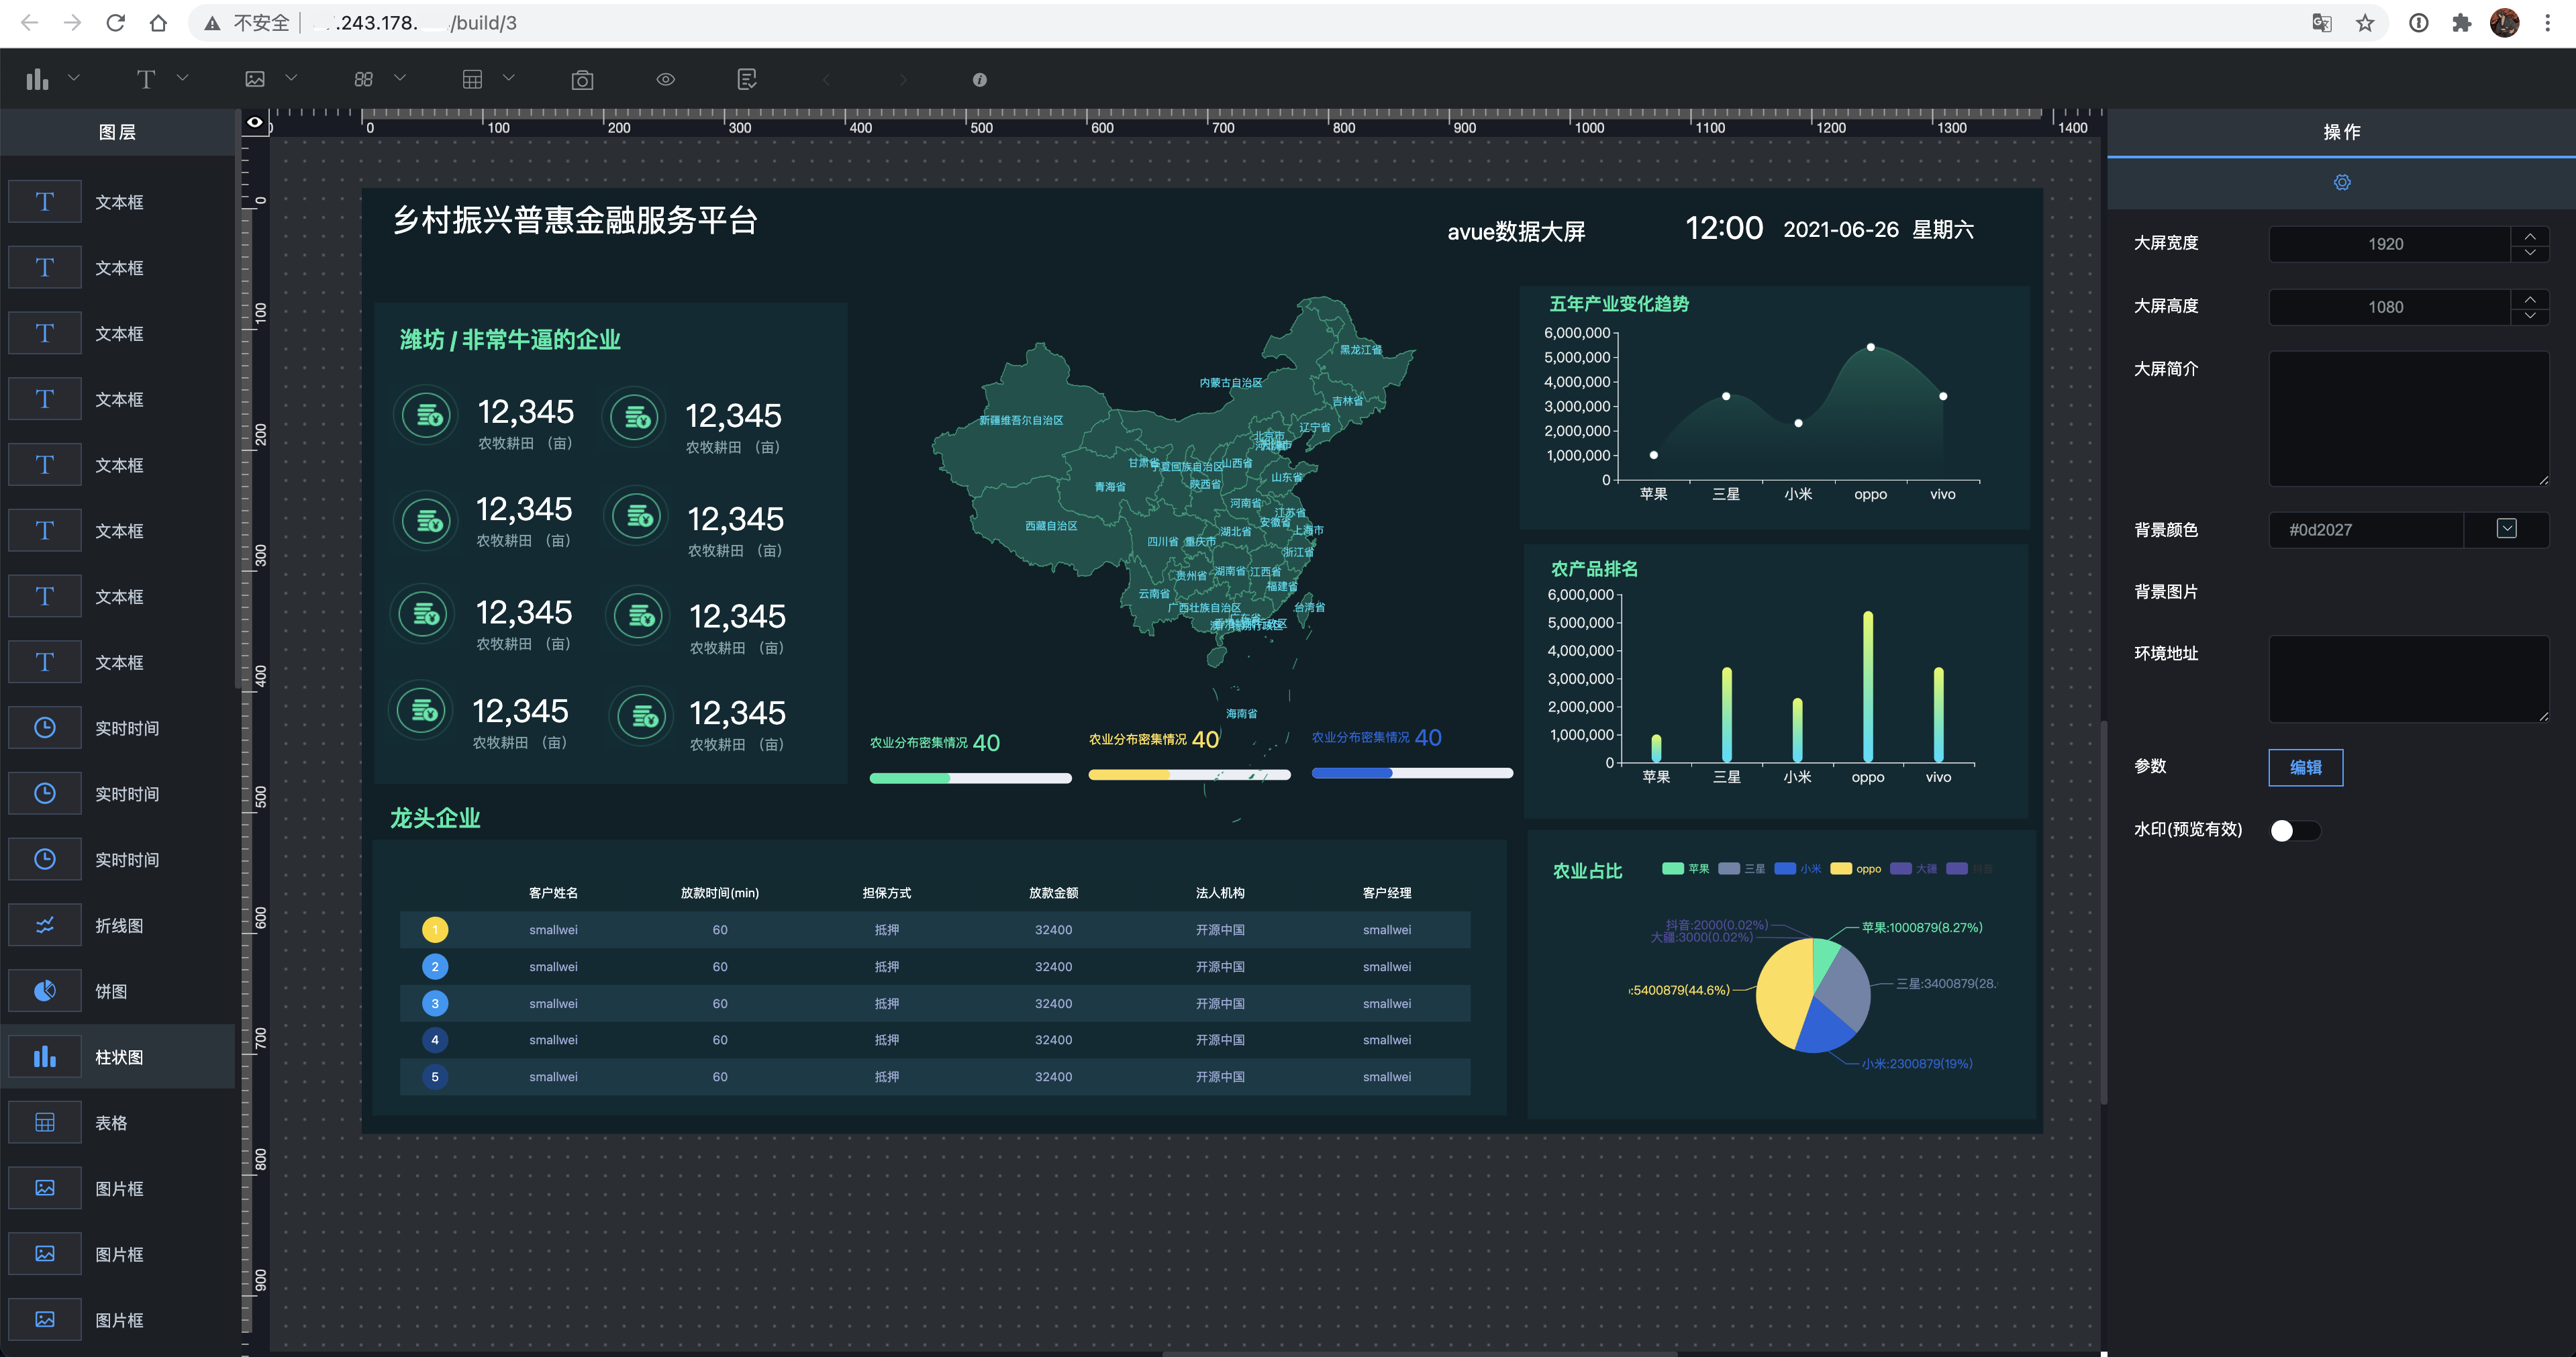 不安全 .243.178. /build/3
图层
文本框
文本框
文本框
文本框
文本框
文本框
文本框
文本框
实时时间
实时时间
实时时间
折线图
饼图
柱状图
表格
图片框
图片框
图片框
0 100 200 300 400 500 600 700 800 900 1000 1100 1200 1300 1400
0
100
200
300
400
500
600
700
800
900
乡村振兴普惠金融服务平台
avue数据大屏 12:00 2021-06-26 星期六
潍坊 / 非常牛逼的企业
12,345 12,345
农牧耕田 （亩） 农牧耕田 （亩）
12,345 12,345
农牧耕田 （亩） 农牧耕田 （亩）
12,345 12,345
农牧耕田 （亩） 农牧耕田 （亩）
12,345 12,345
农牧耕田 （亩） 农牧耕田 （亩）
黑龙江省
内蒙古自治区
吉林省
新疆维吾尔自治区
辽宁省
北京市
甘肃省 宁夏回族自治区 山西省
山东省
青海省 陕西省
河南省
江苏省
西藏自治区 安徽省
湖北省 上海市
四川省 重庆市
浙江省
贵州省 湖南省 江西省
福建省
云南省
广西壮族自治区 台湾省
海南省
农业分布密集情况 40
农业分布密集情况 40
农业分布密集情况 40
五年产业变化趋势
6,000,000
5,000,000
4,000,000
3,000,000
2,000,000
1,000,000
0
苹果 三星 小米 oppo vivo
农产品排名
6,000,000
5,000,000
4,000,000
3,000,000
2,000,000
1,000,000
0
苹果 三星 小米 oppo vivo
龙头企业
客户姓名 放款时间(min) 担保方式 放款金额 法人机构 客户经理
1 smallwei 60 抵押 32400 开源中国 smallwei
2 smallwei 60 抵押 32400 开源中国 smallwei
3 smallwei 60 抵押 32400 开源中国 smallwei
4 smallwei 60 抵押 32400 开源中国 smallwei
5 smallwei 60 抵押 32400 开源中国 smallwei
农业占比
苹果 三星 小米 oppo 大疆 抖音
抖音:2000(0.02%)
大疆:3000(0.02%)
苹果:1000879(8.27%)
三星:3400879(28.
:5400879(44.6%)
小米:2300879(19%)
操作
大屏宽度 1920
大屏高度 1080
大屏简介
背景颜色 #0d2027
背景图片
环境地址
参数 编辑
水印(预览有效)